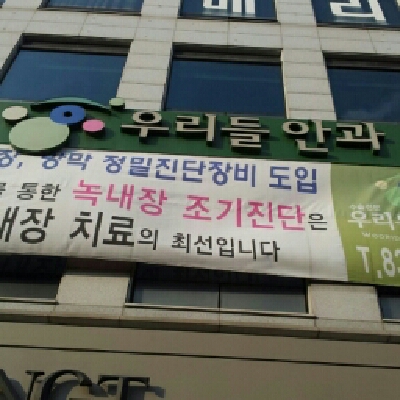 우리들안과
장, 망막 정밀진단장비 도입
통한 녹내장 조기진단은
내장 치료의 최선입니다
우리
T.83
NGT